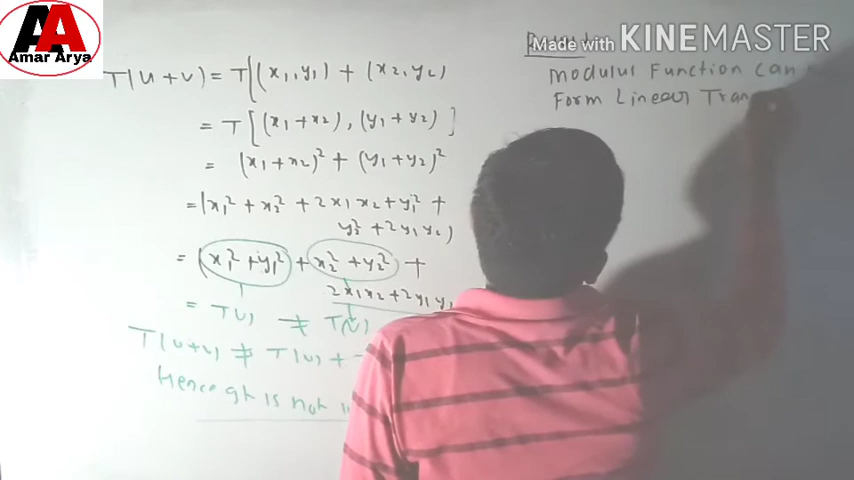 AA
Amar Arya
Made with KINEMASTER
T(u+v) = T[(x₁,y₁) + (x₂,y₂)
= T[(x₁+x₂), (y₁+y₂)]
= (x₁+x₂)² + (y₁+y₂)²
= (x₁² + x₂² + 2x₁x₂ + y₁² +
y₂² + 2y₁y₂)
= (x₁² + y₁² + x₂² + y₂² +
2x₁x₂ + 2y₁y₂
= T(u) ≠ T(v)
T(u+v) ≠ T(u) +
Hence it is not
Modulus Function can
Form Linear Tran